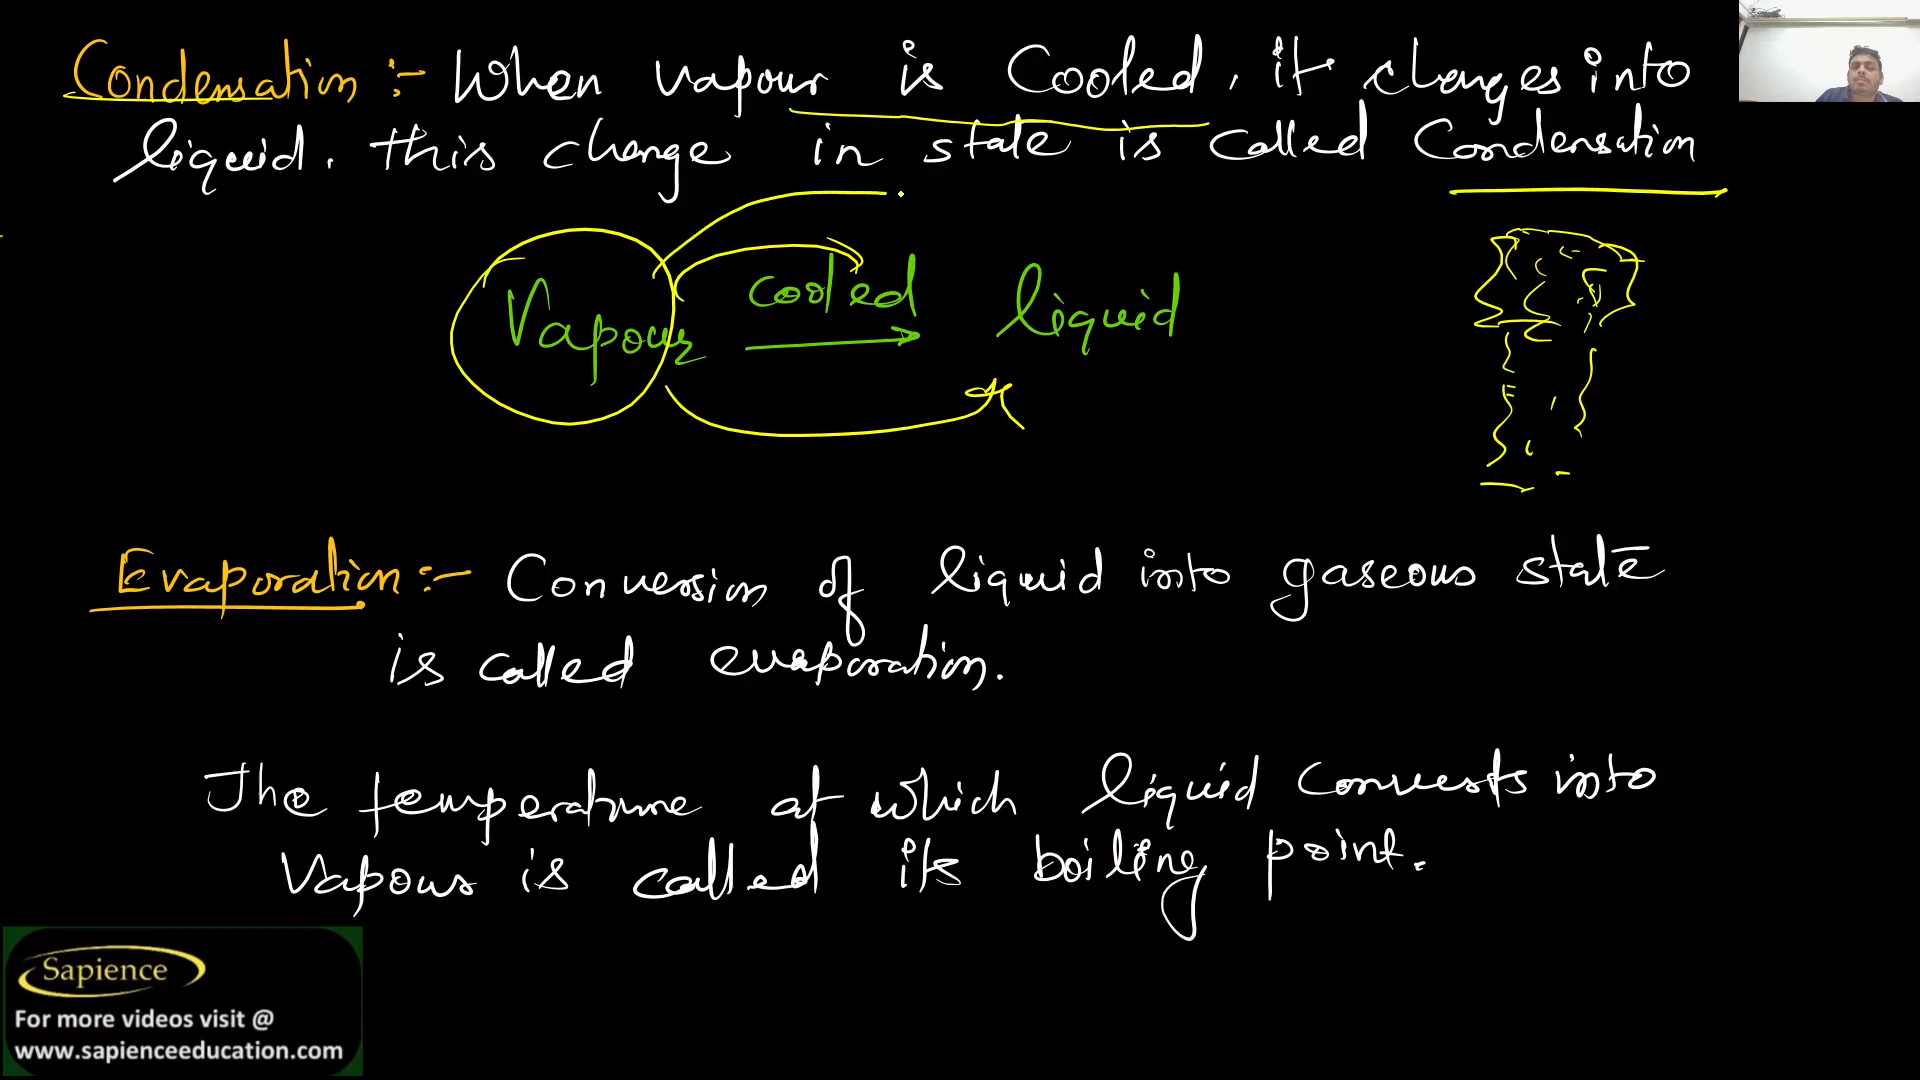 Condensation :- When vapour is Cooled, it changes into
liquid. this change in state is called Condensation
Vapour cooled liquid
Evaporation :- Conversion of liquid into gaseous state
is called evaporation.
The temperature at which liquid converts into
Vapour is called its boiling point.
Sapience
For more videos visit @
www.sapienceeducation.com